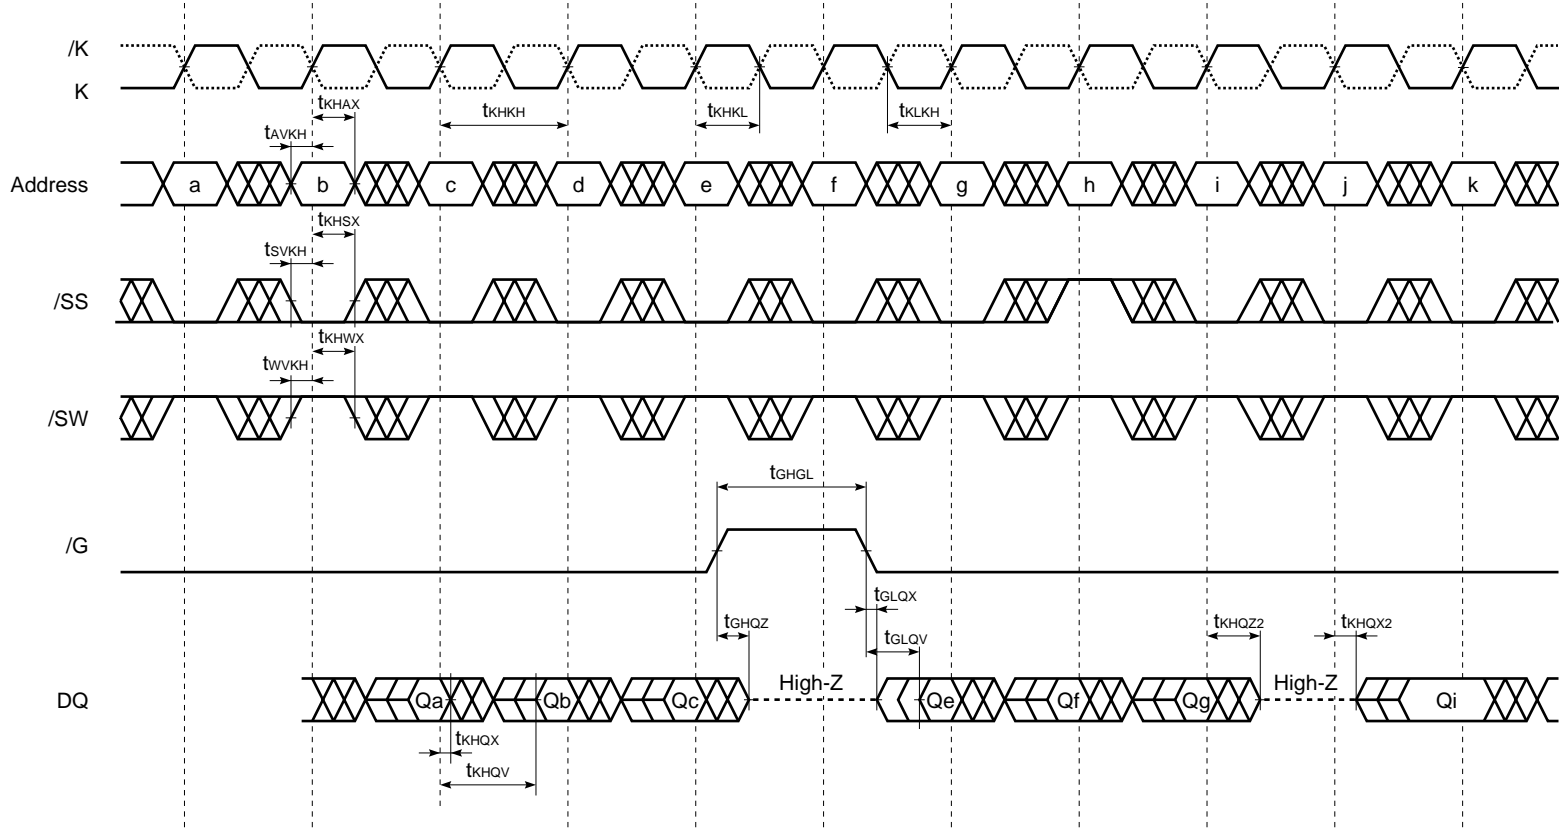 /K
K
tKHAX
tKHKH
tKHKL
tKLKH
tAVKH
Address
a
b
c
d
e
f
g
h
i
j
k
tKHSX
tSVKH
/SS
tKHWX
tWVKH
/SW
tGHGL
/G
tGLQX
tGHQZ
tGLQV
tKHQZ2
tKHQX2
DQ
Qa
Qb
Qc
High-Z
Qe
Qf
Qg
High-Z
Qi
tKHQX
tKHQV